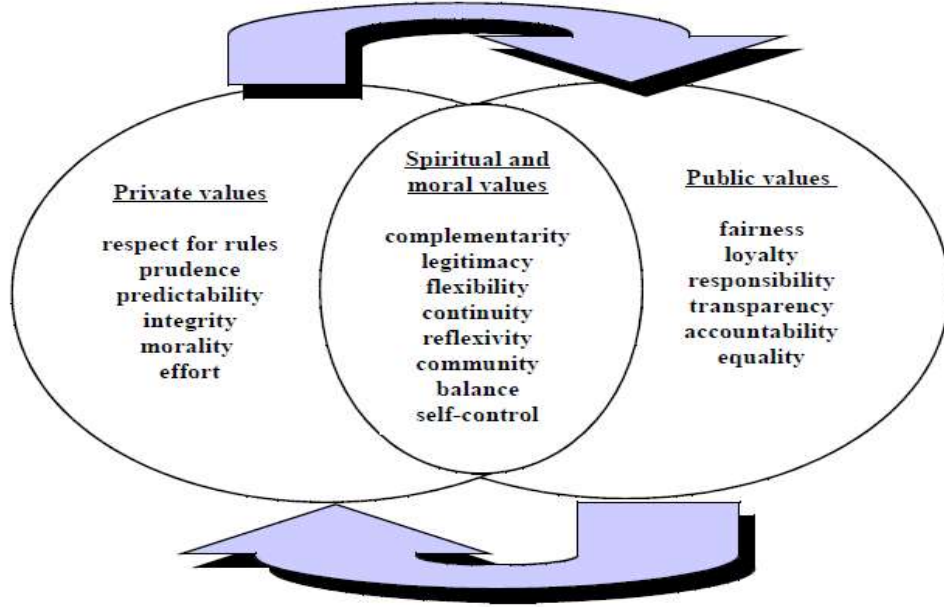 Private values
respect for rules
prudence
predictability
integrity
morality
effort
Spiritual and
moral values
complementarity
legitimacy
flexibility
continuity
reflexivity
community
balance
self-control
Public values
fairness
loyalty
responsibility
transparency
accountability
equality